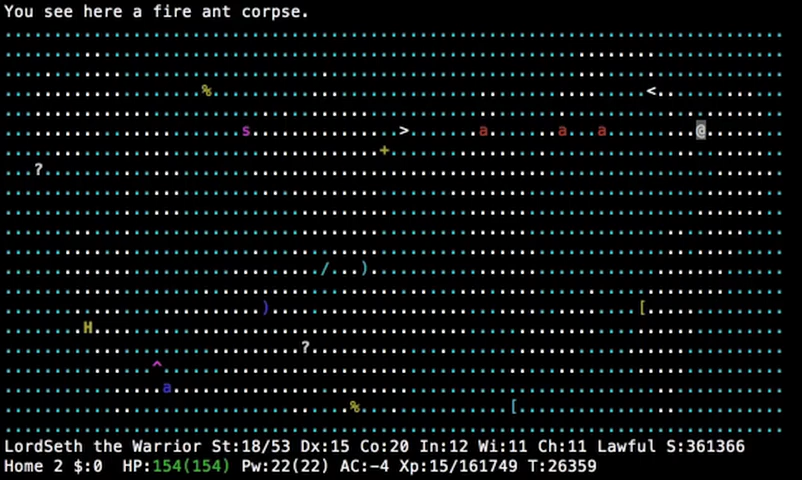 You see here a fire ant corpse.
LordSeth the Warrior St:18/53 Dx:15 Co:20 In:12 Wi:11 Ch:11 Lawful S:361366
Home 2 $:0 HP:154(154) Pw:22(22) AC:-4 Xp:15/161749 T:26359